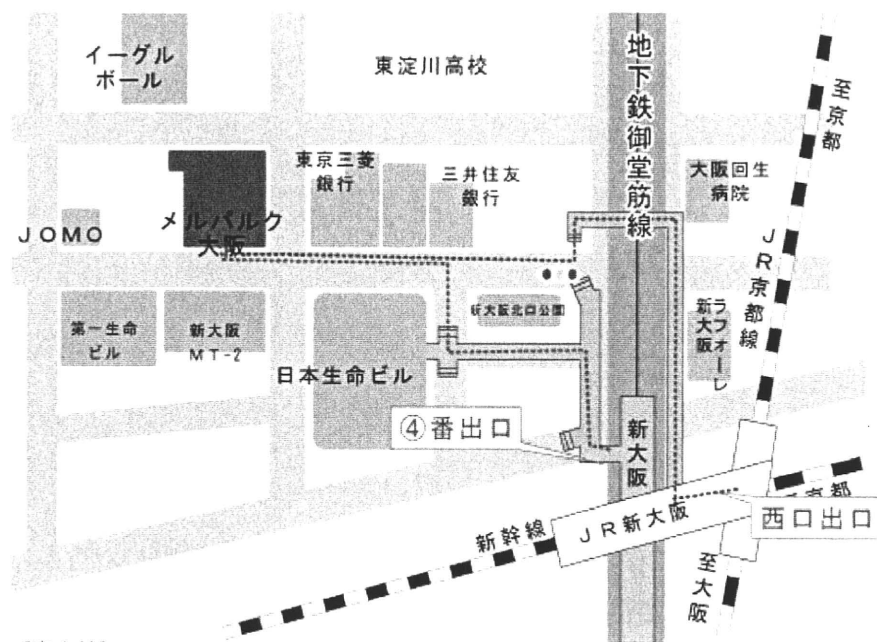 イーグル
ボール
東淀川高校
地下鉄御堂筋線
至京都
東京三菱
銀行
三井住友
銀行
大阪回生
病院
JOMO
メルパルク
大阪
JR京都線
第一生命
ビル
新大阪
MT-2
新大阪北口公園
ラフォーレ
新大阪
日本生命ビル
④番出口
新大阪
新幹線
JR新大阪
西口出口
至大阪